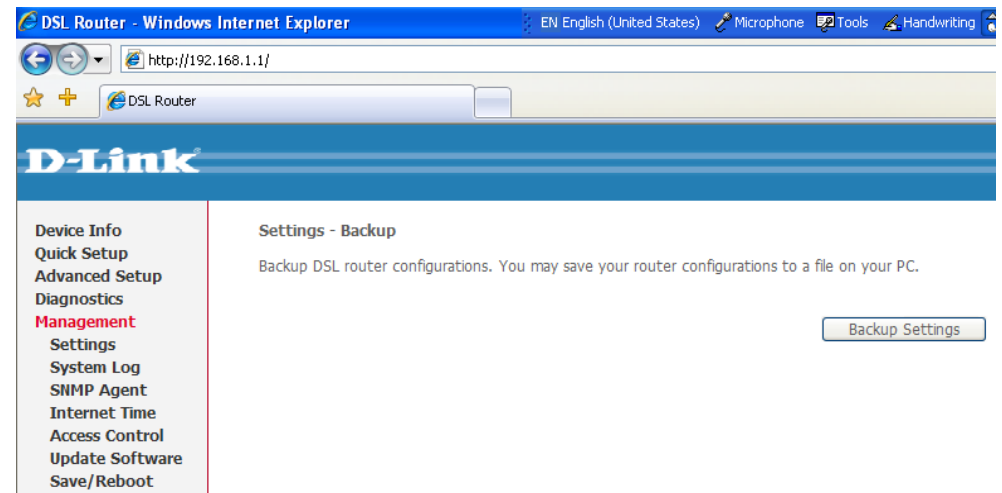 DSL Router - Windows Internet Explorer
EN English (United States) Microphone Tools Handwriting
http://192.168.1.1/
DSL Router
D-Link
Device Info
Quick Setup
Advanced Setup
Diagnostics
Management
Settings
System Log
SNMP Agent
Internet Time
Access Control
Update Software
Save/Reboot
Settings - Backup
Backup DSL router configurations. You may save your router configurations to a file on your PC.
Backup Settings